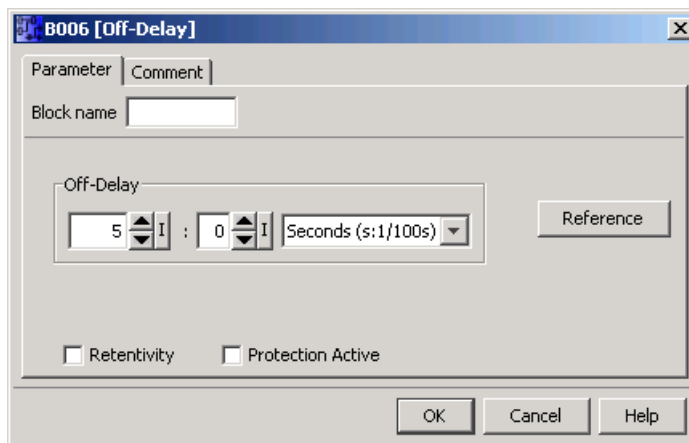 B006 [Off-Delay]
Parameter Comment
Block name
Off-Delay
5 I : 0 I Seconds (s:1/100s)
Reference
Retentivity Protection Active
OK Cancel Help